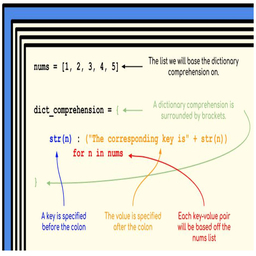 nums = [1, 2, 3, 4, 5]
The list we will base the dictionary
comprehension on.
dict_comprehension = {
A dictionary comprehension is
surrounded by brackets.
str(n) : ("The corresponding key is" + str(n))
for n in nums
}
A key is specified
before the colon
The value is specified
after the colon
Each key-value pair
will be based off the
nums list